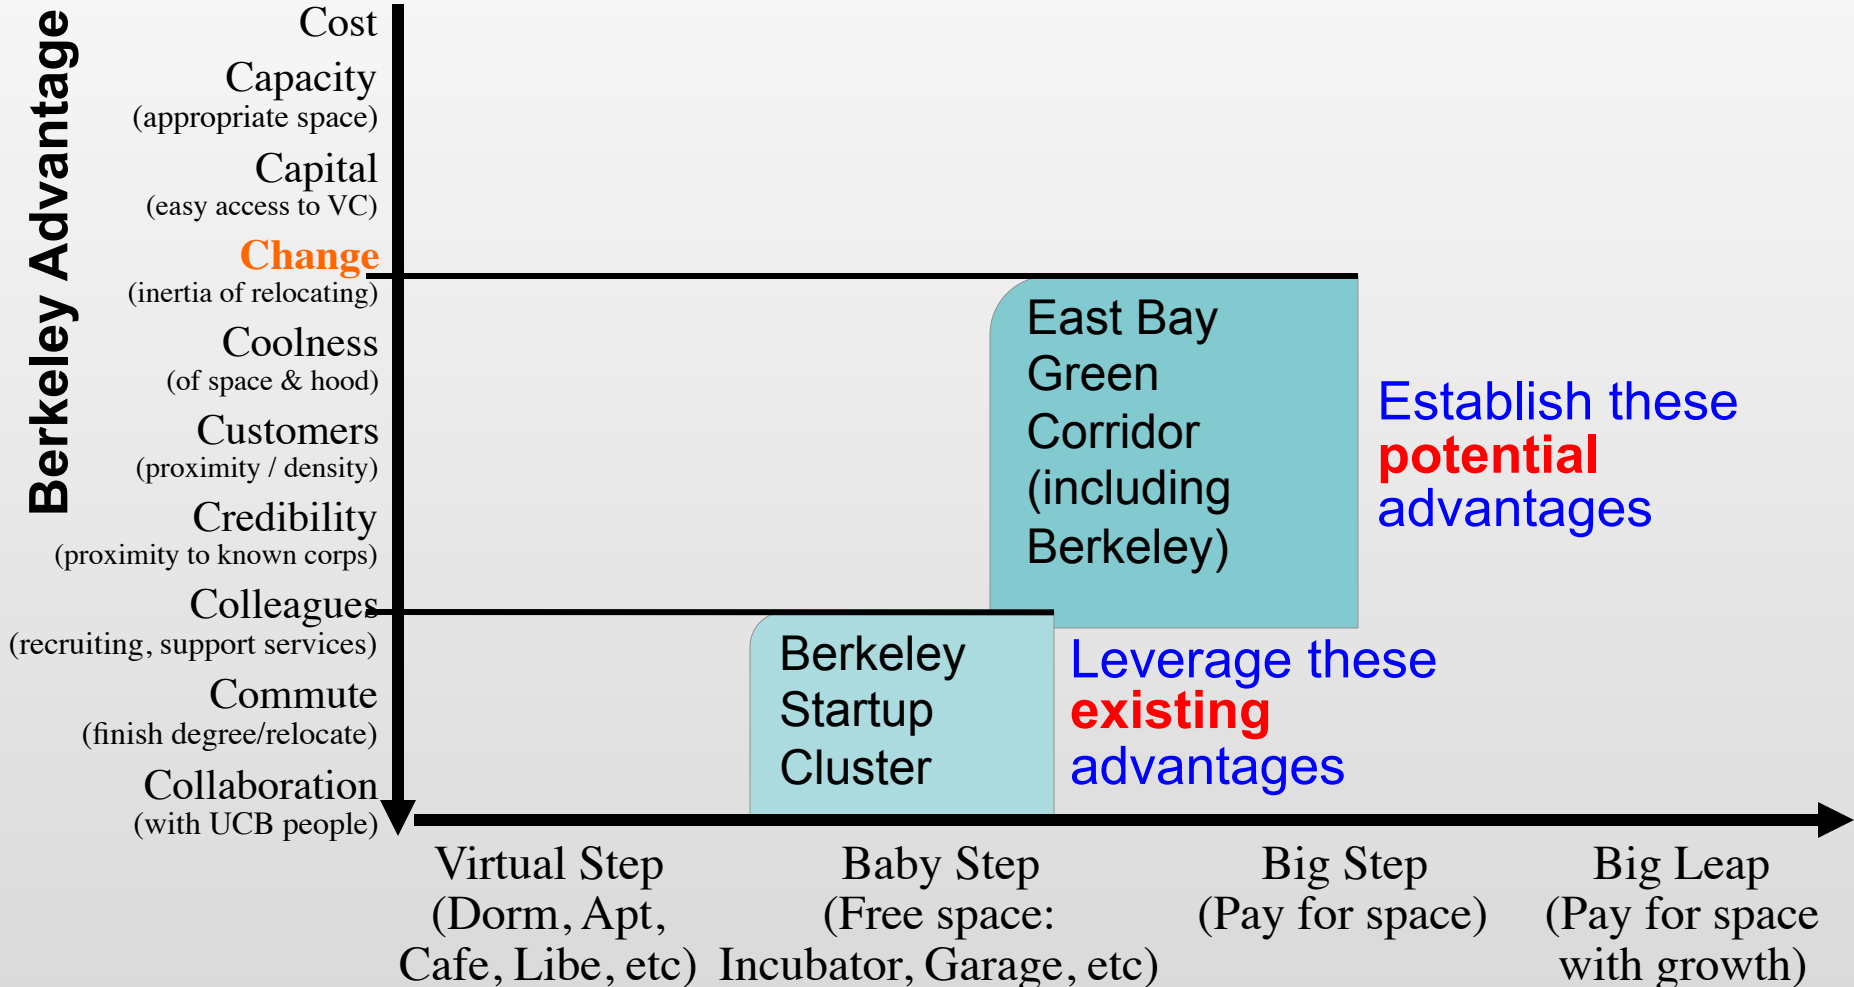 Berkeley Advantage
Cost
Capacity
(appropriate space)
Capital
(easy access to VC)
Change
(inertia of relocating)
Coolness
(of space & hood)
Customers
(proximity / density)
Credibility
(proximity to known corps)
Colleagues
(recruiting, support services)
Commute
(finish degree/relocate)
Collaboration
(with UCB people)
East Bay
Green
Corridor
(including
Berkeley)
Establish these
potential
advantages
Berkeley
Startup
Cluster
Leverage these
existing
advantages
Virtual Step
(Dorm, Apt,
Cafe, Libe, etc)
Baby Step
(Free space:
Incubator, Garage, etc)
Big Step
(Pay for space)
Big Leap
(Pay for space
with growth)